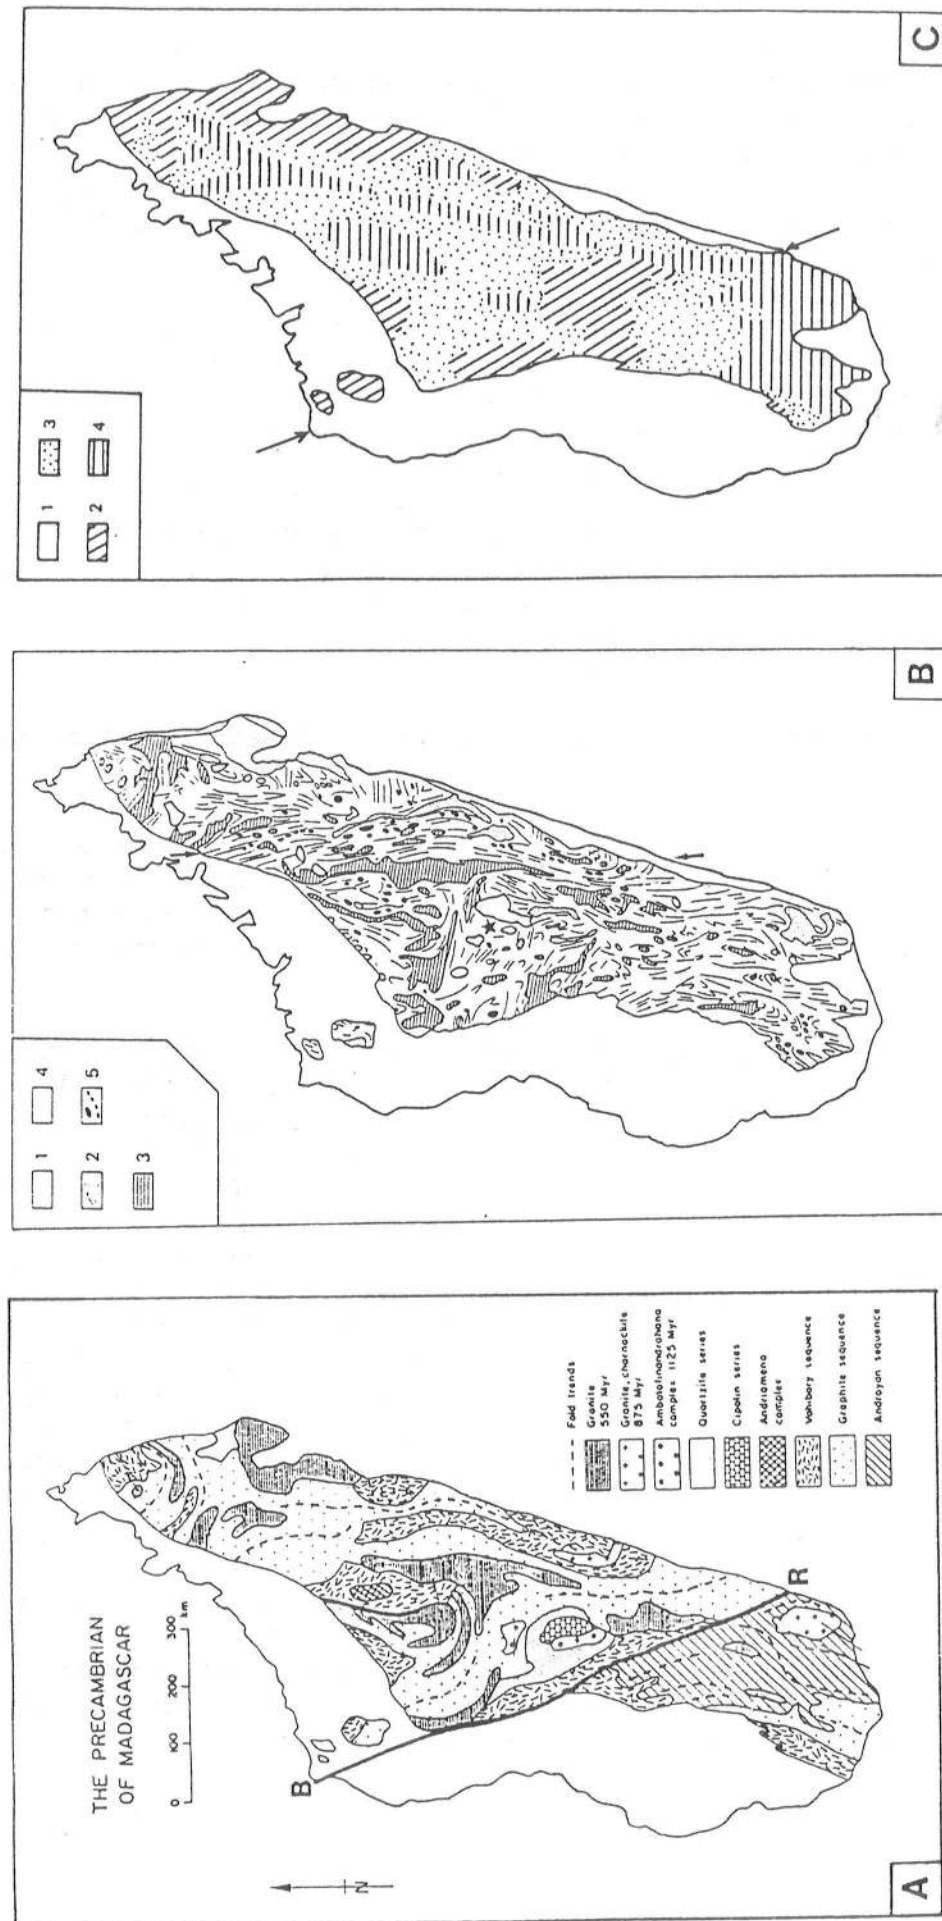 THE PRECAMBRIAN
OF MADAGASCAR
0 100 200 300
km
N
B
R
Fold trends
Granite
550 Myr
Granite, charnockite
875 Myr
Ambatofinandrahana
complex 1125 Myr
Quartzite series
Cipolin series
Andriamena
complex
Vohibory sequence
Graphite sequence
Androyan sequence
A
1 4
2 5
3
B
1 3
2 4
C